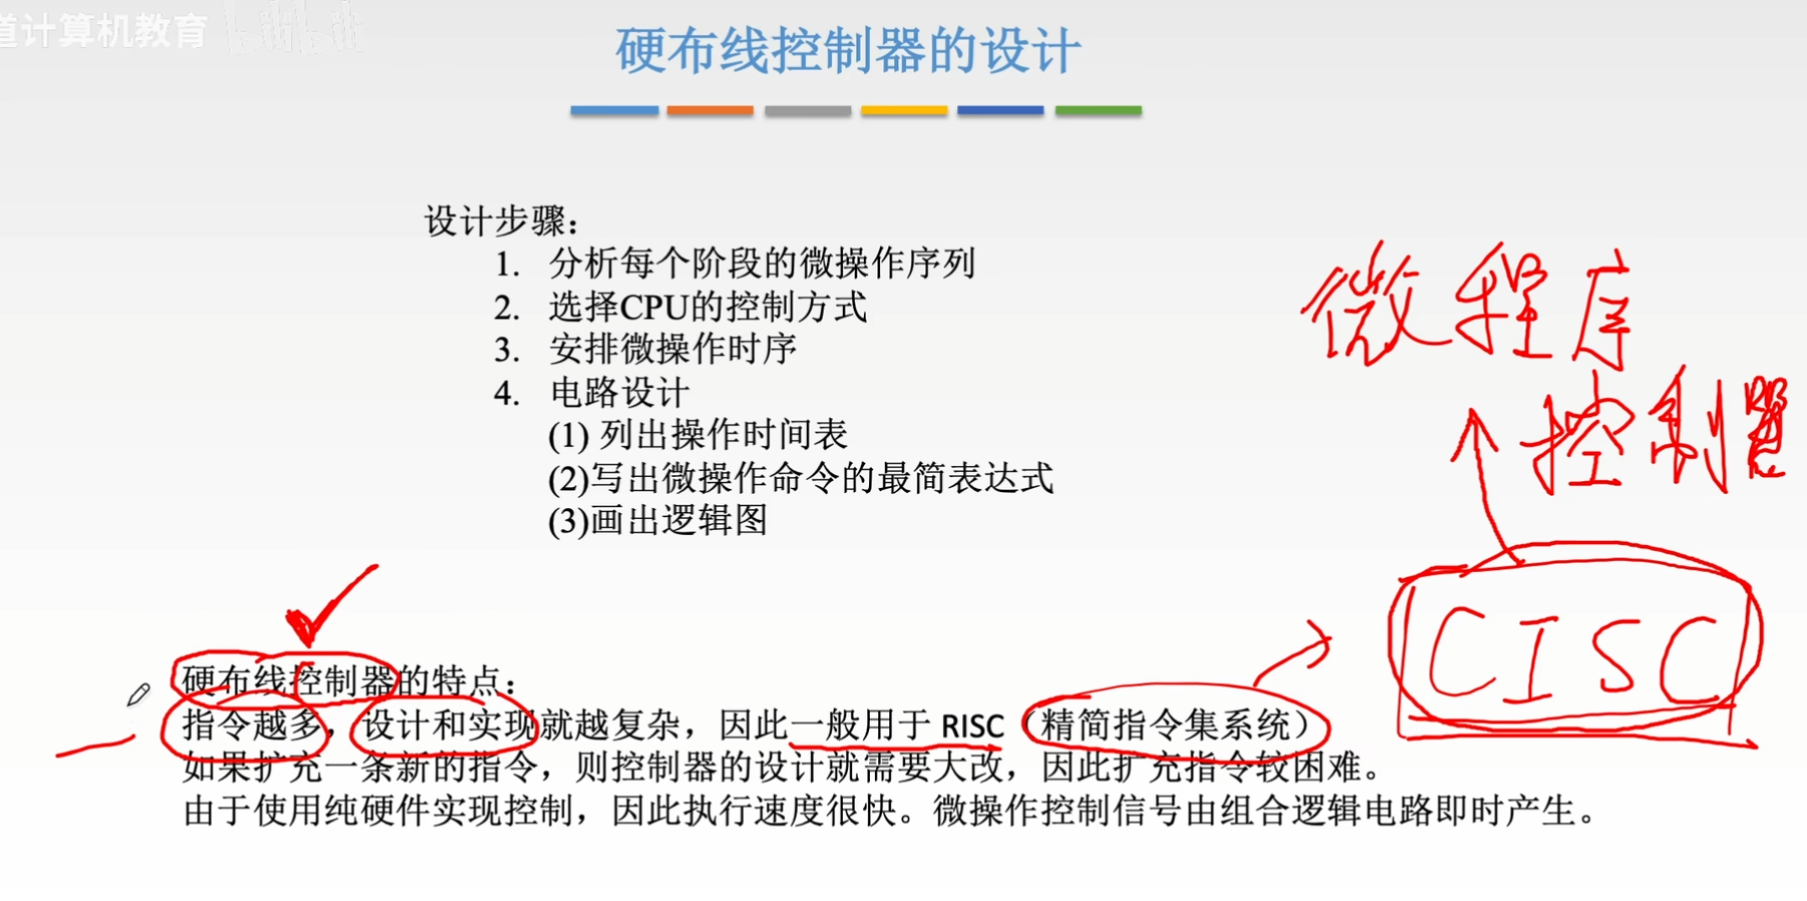 道计算机教育 bilibili
硬布线控制器的设计
设计步骤：
1. 分析每个阶段的微操作序列
2. 选择CPU的控制方式
3. 安排微操作时序
4. 电路设计
(1) 列出操作时间表
(2)写出微操作命令的最简表达式
(3)画出逻辑图
微程序
控制器
CISC
硬布线控制器的特点：
指令越多，设计和实现就越复杂，因此一般用于 RISC（精简指令集系统）
如果扩充一条新的指令，则控制器的设计就需要大改，因此扩充指令较困难。
由于使用纯硬件实现控制，因此执行速度很快。微操作控制信号由组合逻辑电路即时产生。